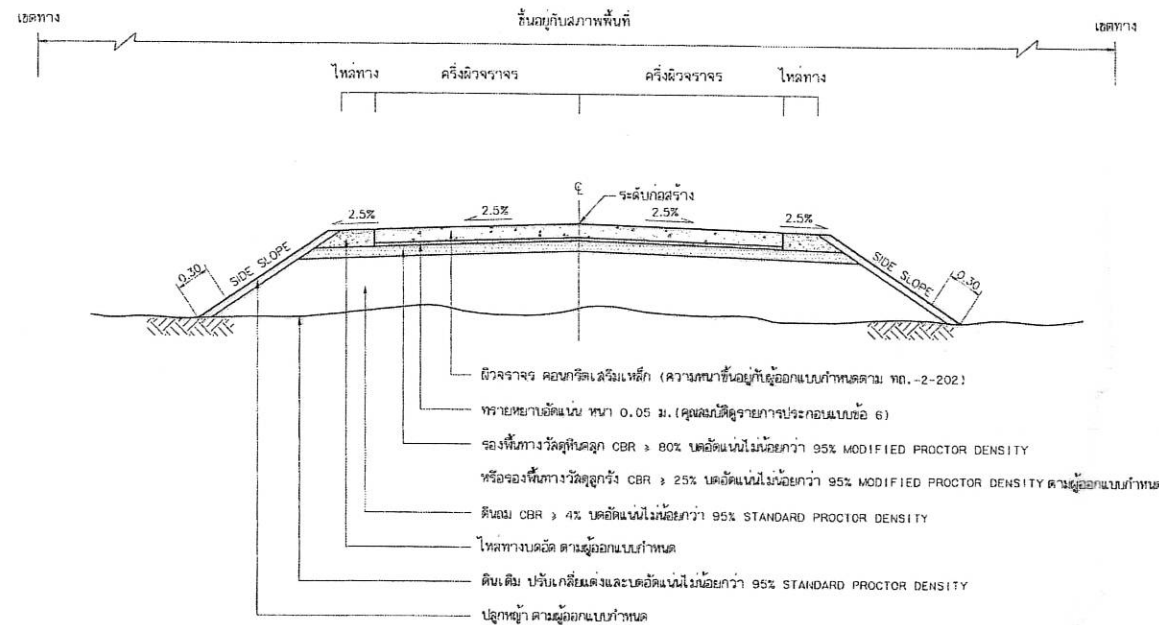 เขตทาง ขึ้นอยู่กับสภาพพื้นที่ เขตทาง
ไหล่ทาง ครึ่งผิวจราจร ครึ่งผิวจราจร ไหล่ทาง
ระดับก่อสร้าง
2.5% 2.5% 2.5% 2.5%
0.30 SIDE SLOPE SIDE SLOPE 0.30
ผิวจราจร คอนกรีตเสริมเหล็ก (ความหนาขึ้นอยู่กับผู้ออกแบบกำหนดตาม ทถ.-2-202)
ทรายหยาบอัดแน่น หนา 0.05 ม.(คุณสมบัติดูรายการประกอบแบบข้อ 6)
รองพื้นทางวัสดุหินคลุก CBR ≥ 80% บดอัดแน่นไม่น้อยกว่า 95% MODIFIED PROCTOR DENSITY
หรือรองพื้นทางวัสดุลูกรัง CBR ≥ 25% บดอัดแน่นไม่น้อยกว่า 95% MODIFIED PROCTOR DENSITY ตามผู้ออกแบบกำหนด
ดินถม CBR ≥ 4% บดอัดแน่นไม่น้อยกว่า 95% STANDARD PROCTOR DENSITY
ไหล่ทางบดอัด ตามผู้ออกแบบกำหนด
ดินเดิม ปรับเกลี่ยแต่งและบดอัดแน่นไม่น้อยกว่า 95% STANDARD PROCTOR DENSITY
ปลูกหญ้า ตามผู้ออกแบบกำหนด